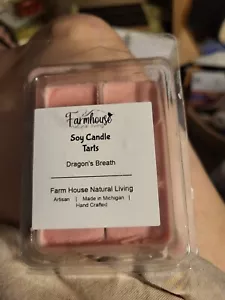 Farmhouse
Soy Candle
Tarts
Dragon's Breath
Farm House Natural Living
Artisan | Made in Michigan |
Hand Crafted